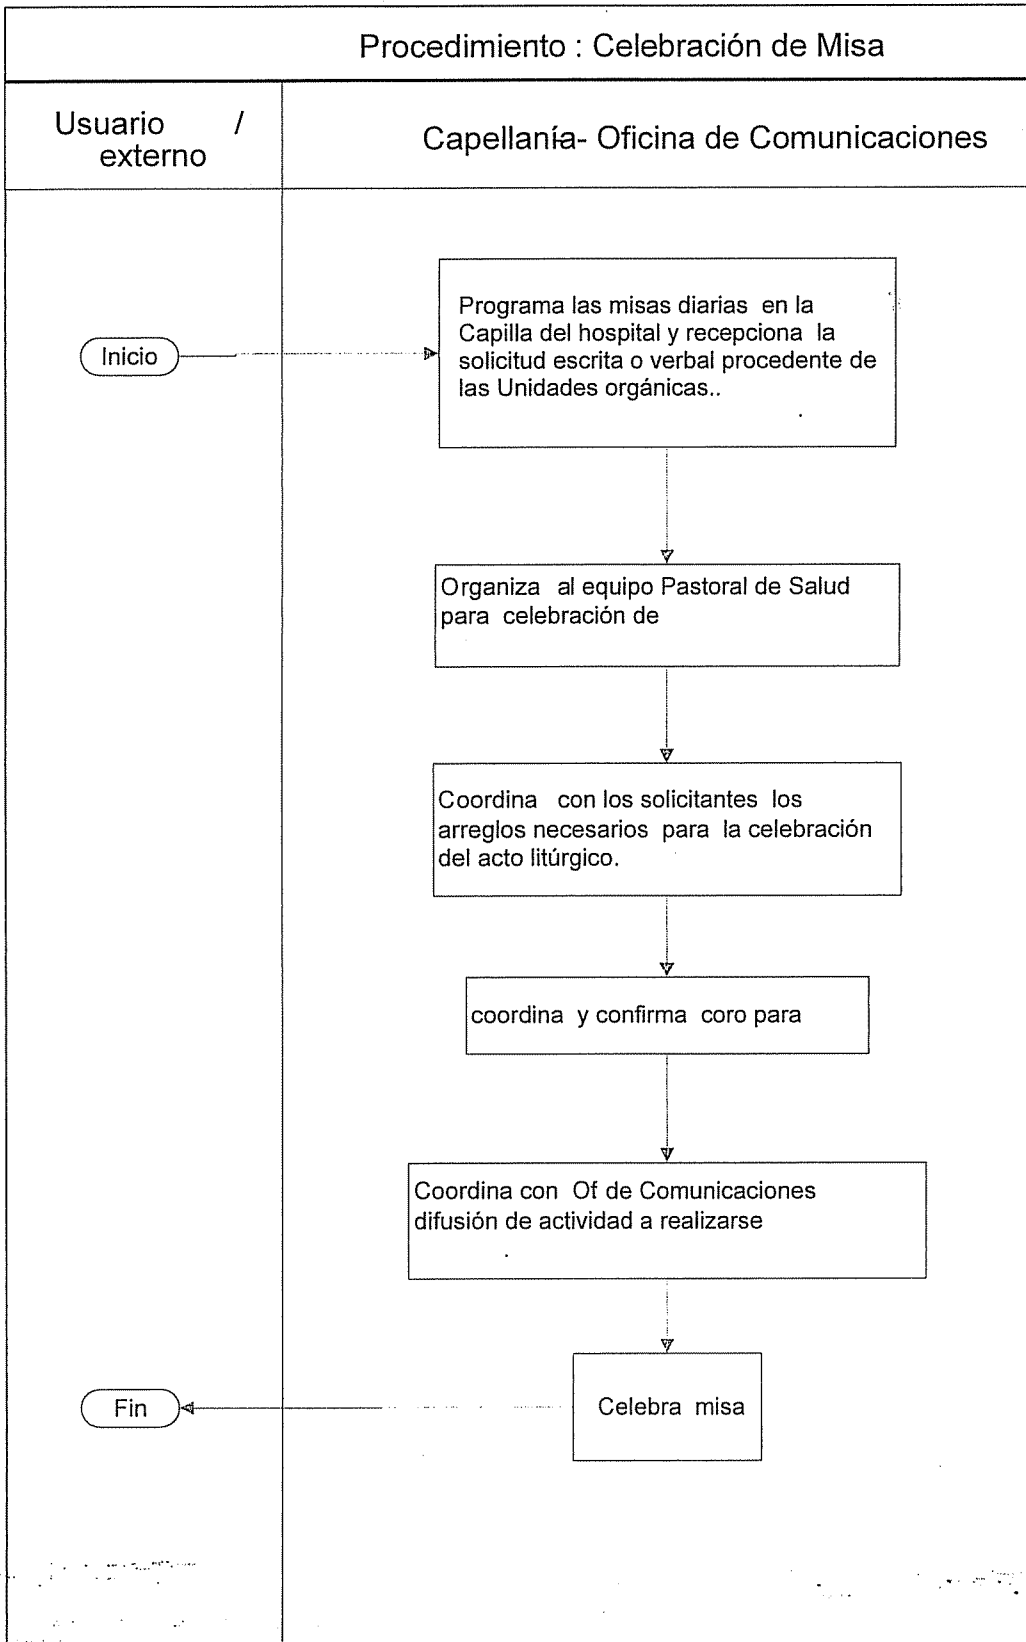 Procedimiento : Celebración de Misa
Usuario /
externo
Capellanía- Oficina de Comunicaciones
Inicio
Programa las misas diarias en la
Capilla del hospital y recepciona la
solicitud escrita o verbal procedente de
las Unidades orgánicas..
Organiza al equipo Pastoral de Salud
para celebración de
Coordina con los solicitantes los
arreglos necesarios para la celebración
del acto litúrgico.
coordina y confirma coro para
Coordina con Of de Comunicaciones
difusión de actividad a realizarse
Celebra misa
Fin